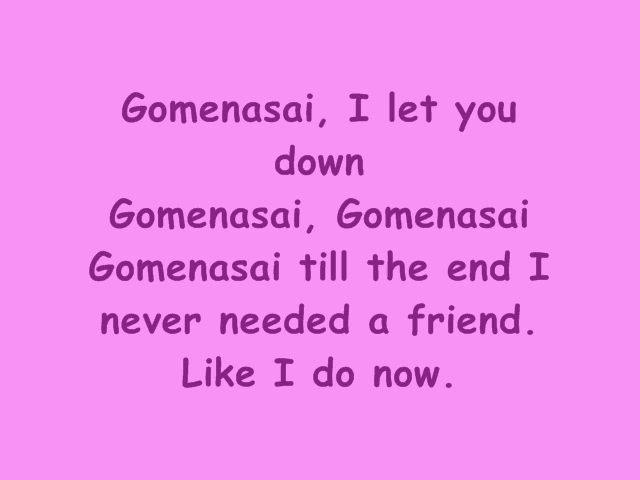 Gomenasai, I let you
down
Gomenasai, Gomenasai
Gomenasai till the end I
never needed a friend.
Like I do now.